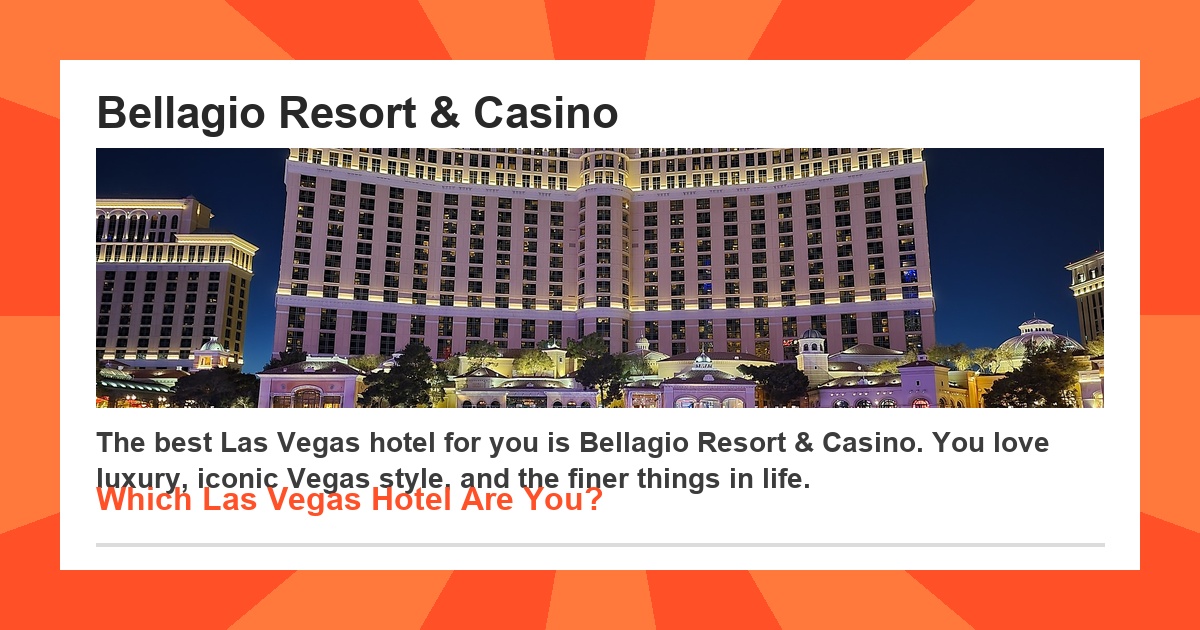 Bellagio Resort & Casino
The best Las Vegas hotel for you is Bellagio Resort & Casino. You love
luxury, iconic Vegas style, and the finer things in life.
Which Las Vegas Hotel Are You?